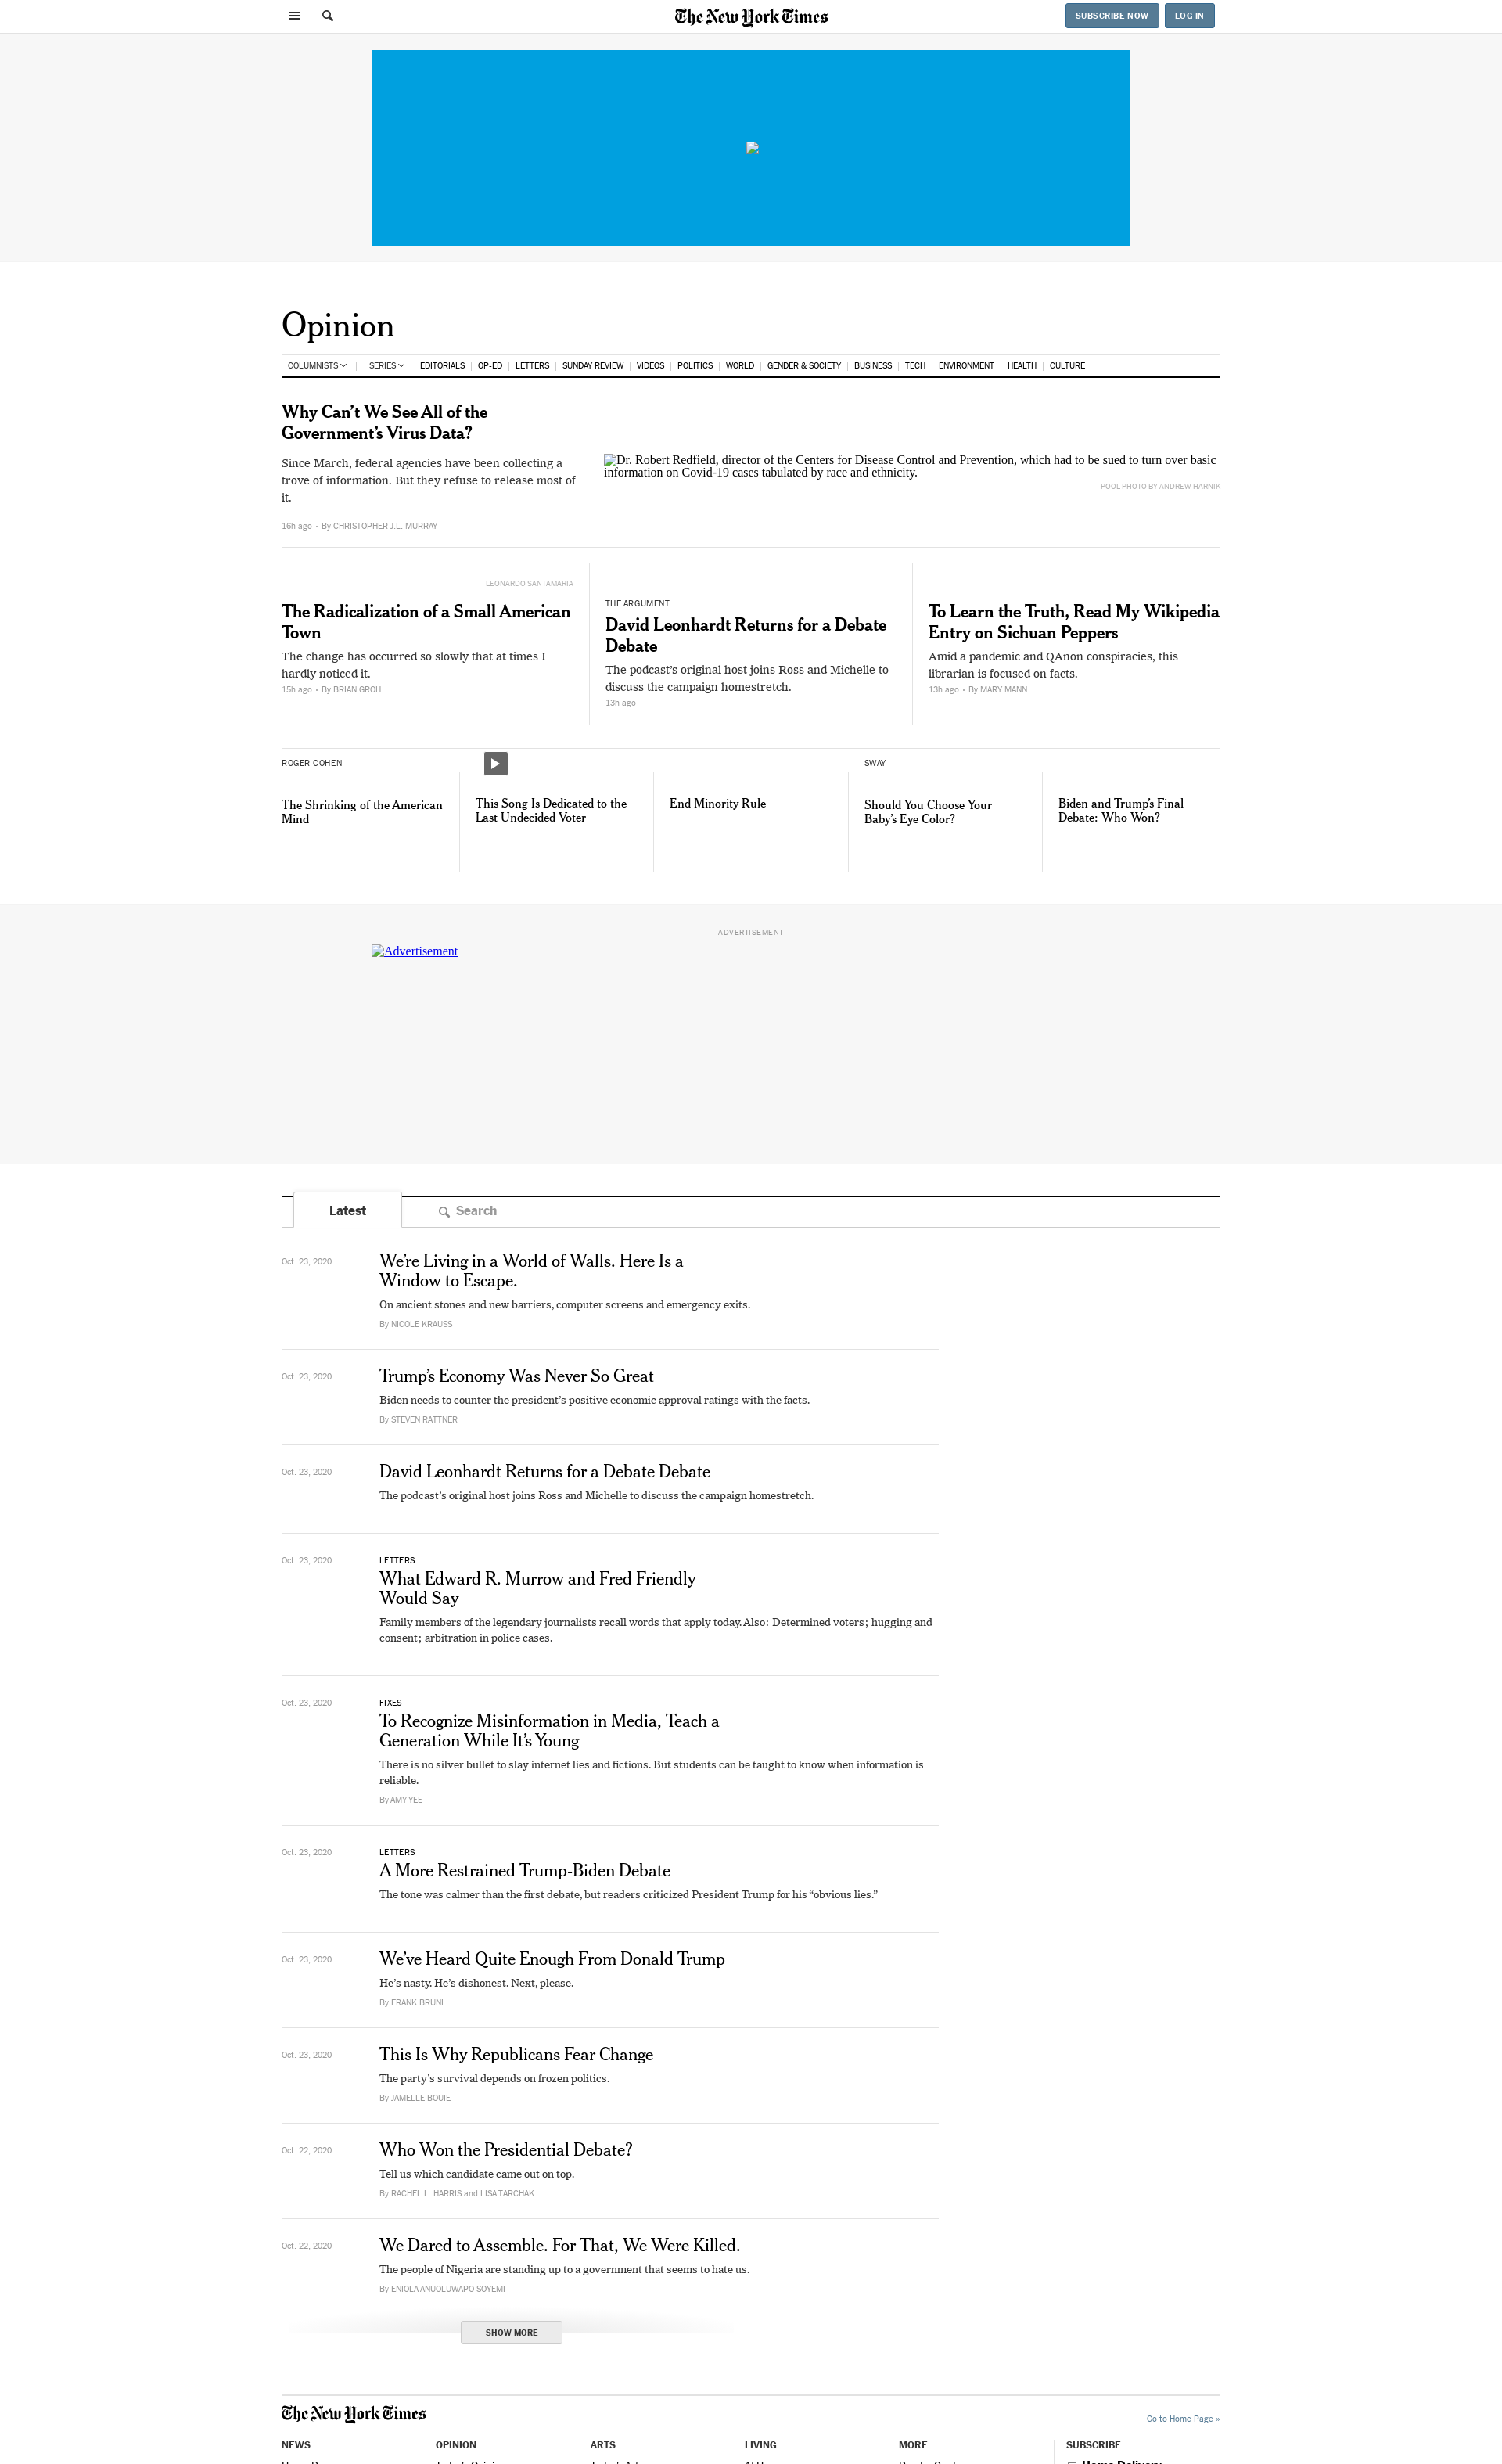 The New York Times
SUBSCRIBE NOW
LOG IN
Opinion
COLUMNISTS
SERIES
EDITORIALS
OP-ED
LETTERS
SUNDAY REVIEW
VIDEOS
POLITICS
WORLD
GENDER & SOCIETY
BUSINESS
TECH
ENVIRONMENT
HEALTH
CULTURE
Why Can’t We See All of the
Government’s Virus Data?
Since March, federal agencies have been collecting a
trove of information. But they refuse to release most of
it.
16h ago • By CHRISTOPHER J.L. MURRAY
Dr. Robert Redfield, director of the Centers for Disease Control and Prevention, which had to be sued to turn over basic
information on Covid-19 cases tabulated by race and ethnicity.
POOL PHOTO BY ANDREW HARNIK
LEONARDO SANTAMARIA
The Radicalization of a Small American
Town
The change has occurred so slowly that at times I
hardly noticed it.
15h ago • By BRIAN GROH
THE ARGUMENT
David Leonhardt Returns for a Debate
Debate
The podcast’s original host joins Ross and Michelle to
discuss the campaign homestretch.
13h ago
To Learn the Truth, Read My Wikipedia
Entry on Sichuan Peppers
Amid a pandemic and QAnon conspiracies, this
librarian is focused on facts.
13h ago • By MARY MANN
ROGER COHEN
The Shrinking of the American
Mind
This Song Is Dedicated to the
Last Undecided Voter
End Minority Rule
SWAY
Should You Choose Your
Baby’s Eye Color?
Biden and Trump’s Final
Debate: Who Won?
ADVERTISEMENT
Advertisement
Latest
Search
Oct. 23, 2020
We’re Living in a World of Walls. Here Is a
Window to Escape.
On ancient stones and new barriers, computer screens and emergency exits.
By NICOLE KRAUSS
Oct. 23, 2020
Trump’s Economy Was Never So Great
Biden needs to counter the president’s positive economic approval ratings with the facts.
By STEVEN RATTNER
Oct. 23, 2020
David Leonhardt Returns for a Debate Debate
The podcast’s original host joins Ross and Michelle to discuss the campaign homestretch.
Oct. 23, 2020
LETTERS
What Edward R. Murrow and Fred Friendly
Would Say
Family members of the legendary journalists recall words that apply today. Also: Determined voters; hugging and
consent; arbitration in police cases.
Oct. 23, 2020
FIXES
To Recognize Misinformation in Media, Teach a
Generation While It’s Young
There is no silver bullet to slay internet lies and fictions. But students can be taught to know when information is
reliable.
By AMY YEE
Oct. 23, 2020
LETTERS
A More Restrained Trump-Biden Debate
The tone was calmer than the first debate, but readers criticized President Trump for his “obvious lies.”
Oct. 23, 2020
We’ve Heard Quite Enough From Donald Trump
He’s nasty. He’s dishonest. Next, please.
By FRANK BRUNI
Oct. 23, 2020
This Is Why Republicans Fear Change
The party’s survival depends on frozen politics.
By JAMELLE BOUIE
Oct. 22, 2020
Who Won the Presidential Debate?
Tell us which candidate came out on top.
By RACHEL L. HARRIS and LISA TARCHAK
Oct. 22, 2020
We Dared to Assemble. For That, We Were Killed.
The people of Nigeria are standing up to a government that seems to hate us.
By ENIOLA ANUOLUWAPO SOYEMI
SHOW MORE
The New York Times
Go to Home Page »
NEWS
OPINION
ARTS
LIVING
MORE
SUBSCRIBE